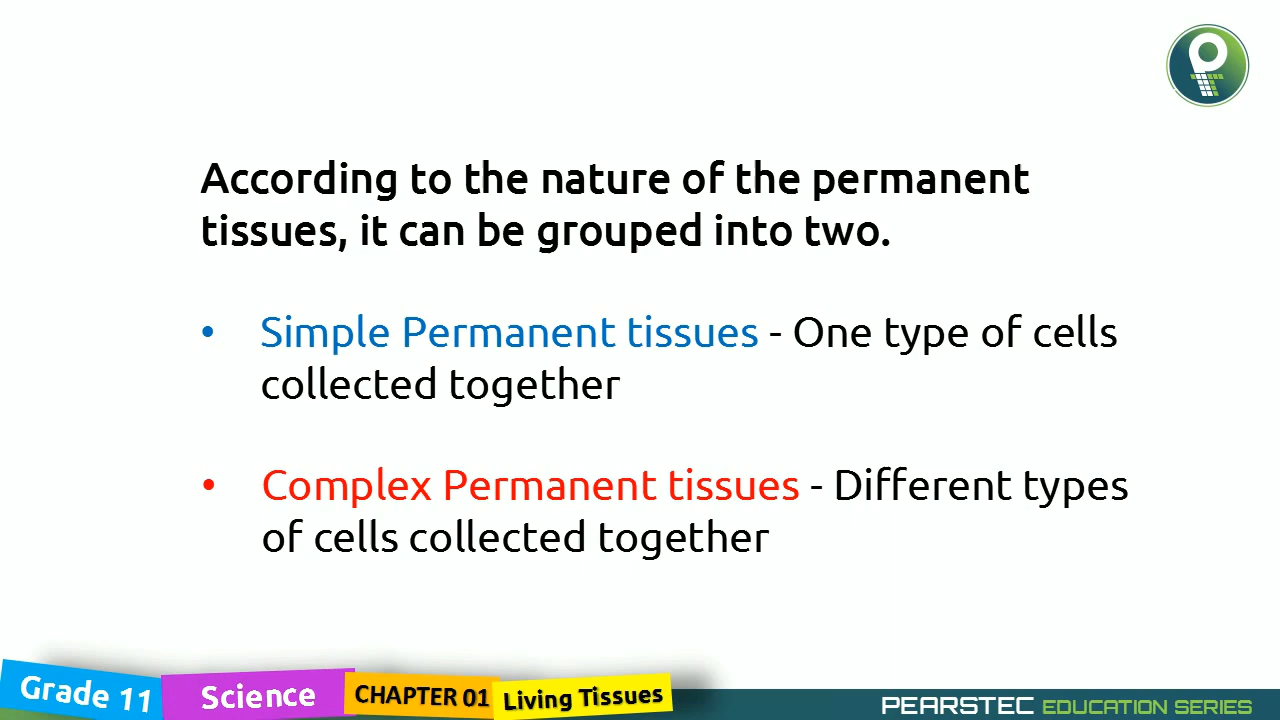 According to the nature of the permanent
tissues, it can be grouped into two.
• Simple Permanent tissues - One type of cells
collected together
• Complex Permanent tissues - Different types
of cells collected together
Grade 11
Science
CHAPTER 01
Living Tissues
PEARSTEC EDUCATION SERIES